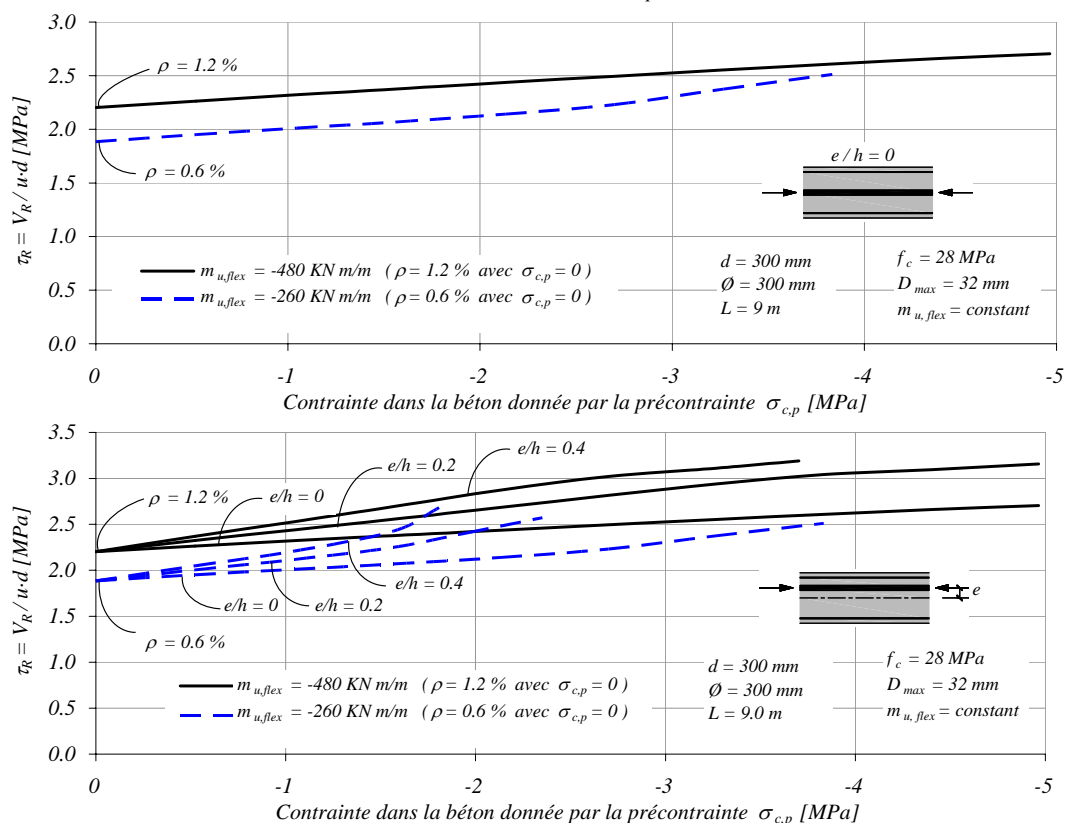 3.0
2.5
2.0
1.5
1.0
0.5
0.0
τR = VR / u·d [MPa]
ρ = 1.2 %
ρ = 0.6 %
e / h = 0
m u,flex = -480 KN m/m ( ρ = 1.2 % avec σc,p = 0 )
m u,flex = -260 KN m/m ( ρ = 0.6 % avec σc,p = 0 )
d = 300 mm
Ø = 300 mm
L = 9 m
f c = 28 MPa
D max = 32 mm
m u, flex = constant
0 -1 -2 -3 -4 -5
Contrainte dans la béton donnée par la précontrainte σc,p [MPa]
3.5
3.0
2.5
2.0
1.5
1.0
0.5
0.0
τR = VR / u·d [MPa]
ρ = 1.2 %
e/h = 0
e/h = 0.2
e/h = 0.4
ρ = 0.6 %
e/h = 0
e/h = 0.2
e/h = 0.4
e
m u,flex = -480 KN m/m ( ρ = 1.2 % avec σc,p = 0 )
m u,flex = -260 KN m/m ( ρ = 0.6 % avec σc,p = 0 )
d = 300 mm
Ø = 300 mm
L = 9.0 m
f c = 28 MPa
D max = 32 mm
m u, flex = constant
0 -1 -2 -3 -4 -5
Contrainte dans la béton donnée par la précontrainte σc,p [MPa]